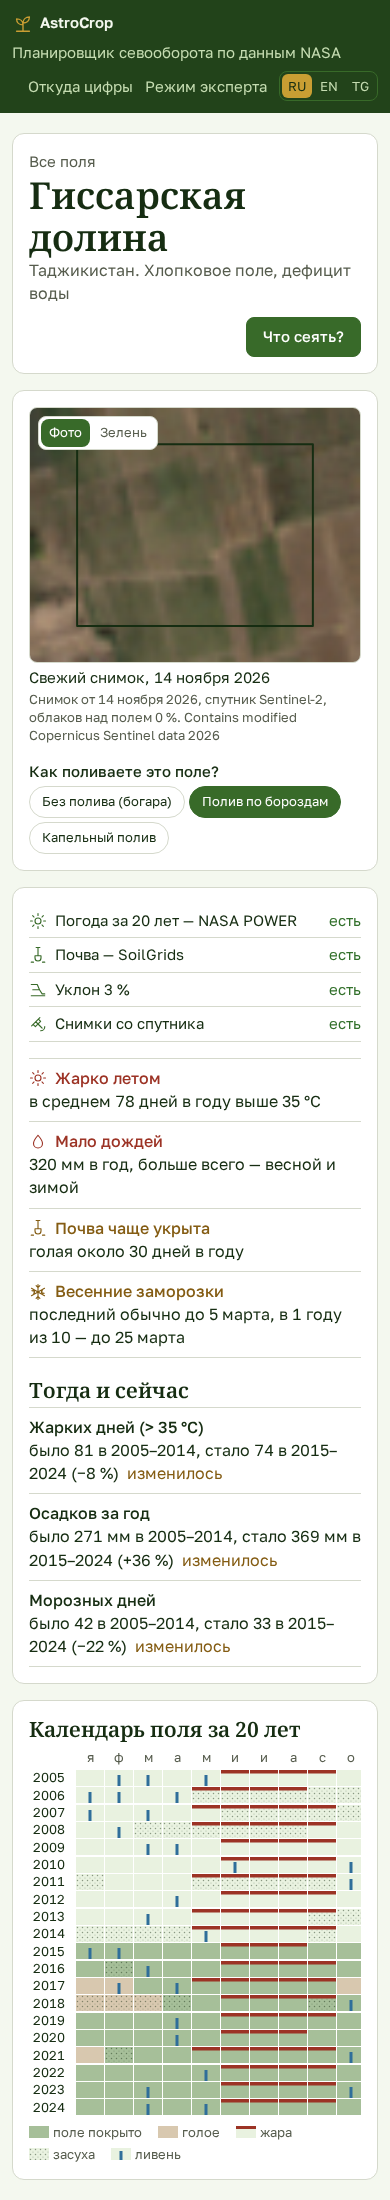 AstroCrop
Планировщик севооборота по данным NASA
Откуда цифры Режим эксперта RU EN TG
Все поля
Гиссарская
долина
Таджикистан. Хлопковое поле, дефицит
воды
Что сеять?
Фото Зелень
Свежий снимок, 14 ноября 2026
Снимок от 14 ноября 2026, спутник Sentinel-2,
облаков над полем 0 %. Contains modified
Copernicus Sentinel data 2026
Как поливаете это поле?
Без полива (богара) Полив по бороздам
Капельный полив
Погода за 20 лет — NASA POWER есть
Почва — SoilGrids есть
Уклон 3 % есть
Снимки со спутника есть
Жарко летом
в среднем 78 дней в году выше 35 °C
Мало дождей
320 мм в год, больше всего — весной и
зимой
Почва чаще укрыта
голая около 30 дней в году
Весенние заморозки
последний обычно до 5 марта, в 1 году
из 10 — до 25 марта
Тогда и сейчас
Жарких дней (> 35 °C)
было 81 в 2005–2014, стало 74 в 2015–
2024 (−8 %) изменилось
Осадков за год
было 271 мм в 2005–2014, стало 369 мм в
2015–2024 (+36 %) изменилось
Морозных дней
было 42 в 2005–2014, стало 33 в 2015–
2024 (−22 %) изменилось
Календарь поля за 20 лет
я ф м а м и и а с о
2005
2006
2007
2008
2009
2010
2011
2012
2013
2014
2015
2016
2017
2018
2019
2020
2021
2022
2023
2024
поле покрыто голое жара
засуха ливень